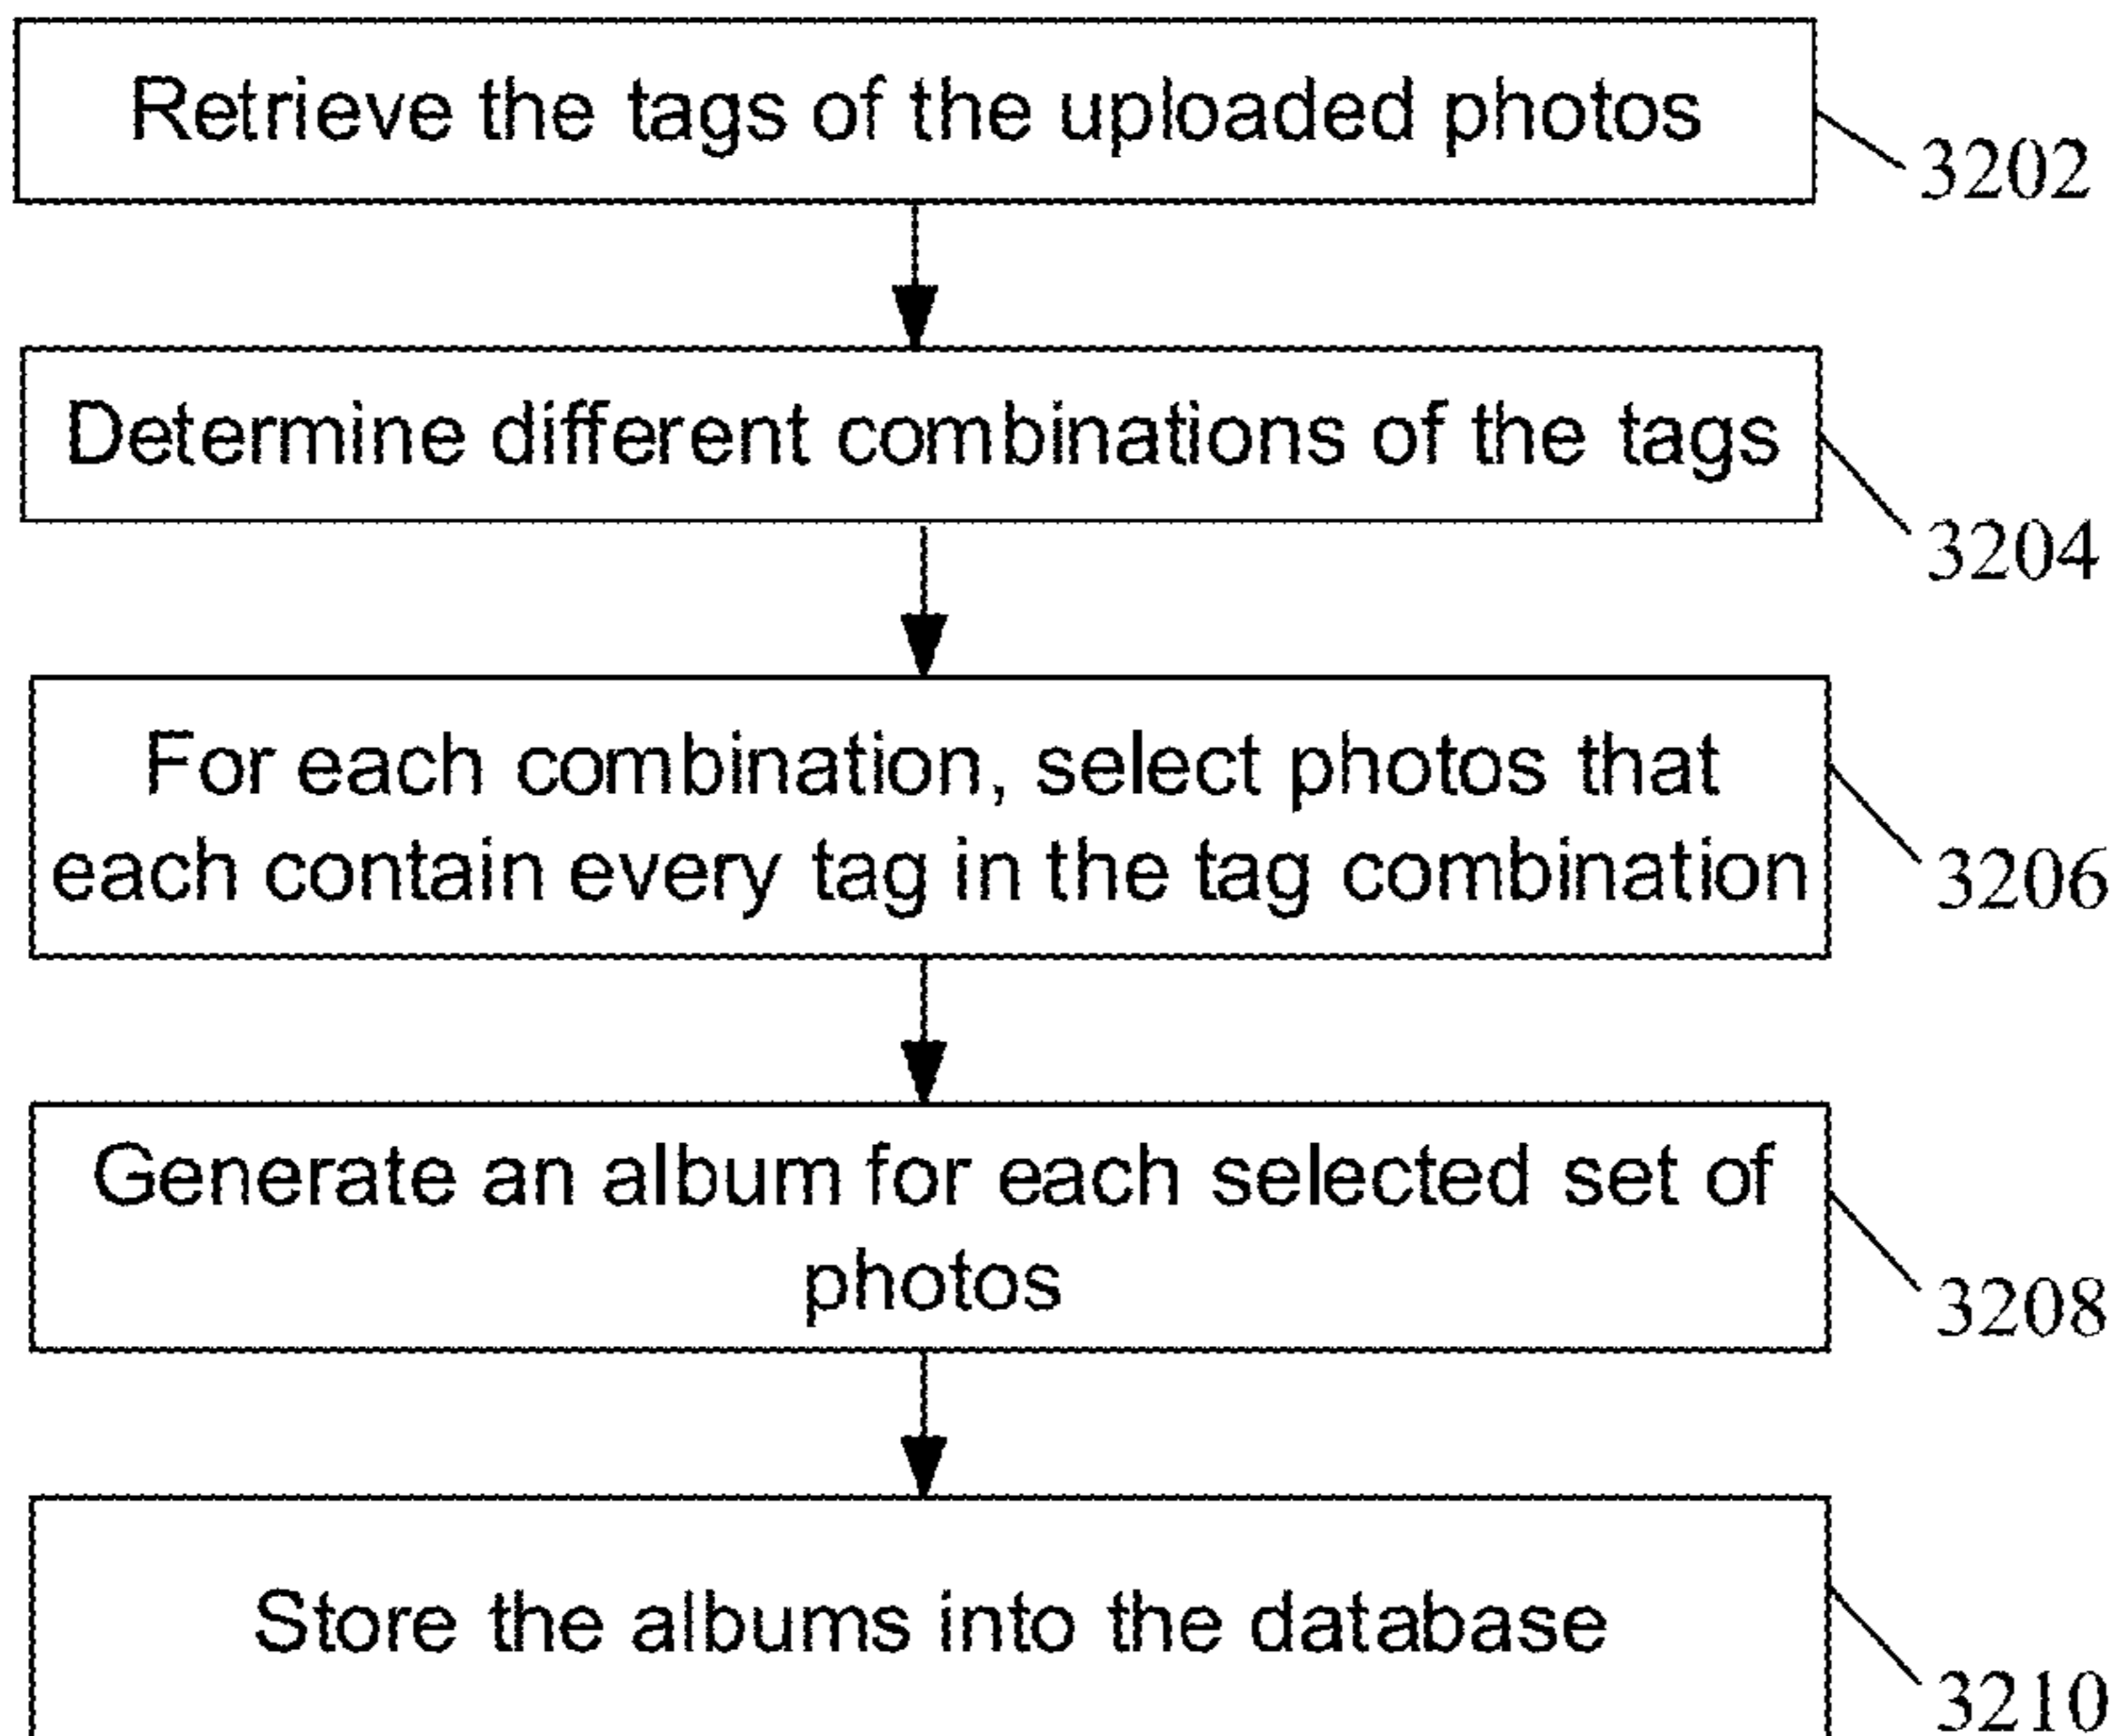 Retrieve the tags of the uploaded photos
3202
Determine different combinations of the tags
3204
For each combination, select photos that
each contain every tag in the tag combination
3206
Generate an album for each selected set of
photos
3208
Store the albums into the database
3210